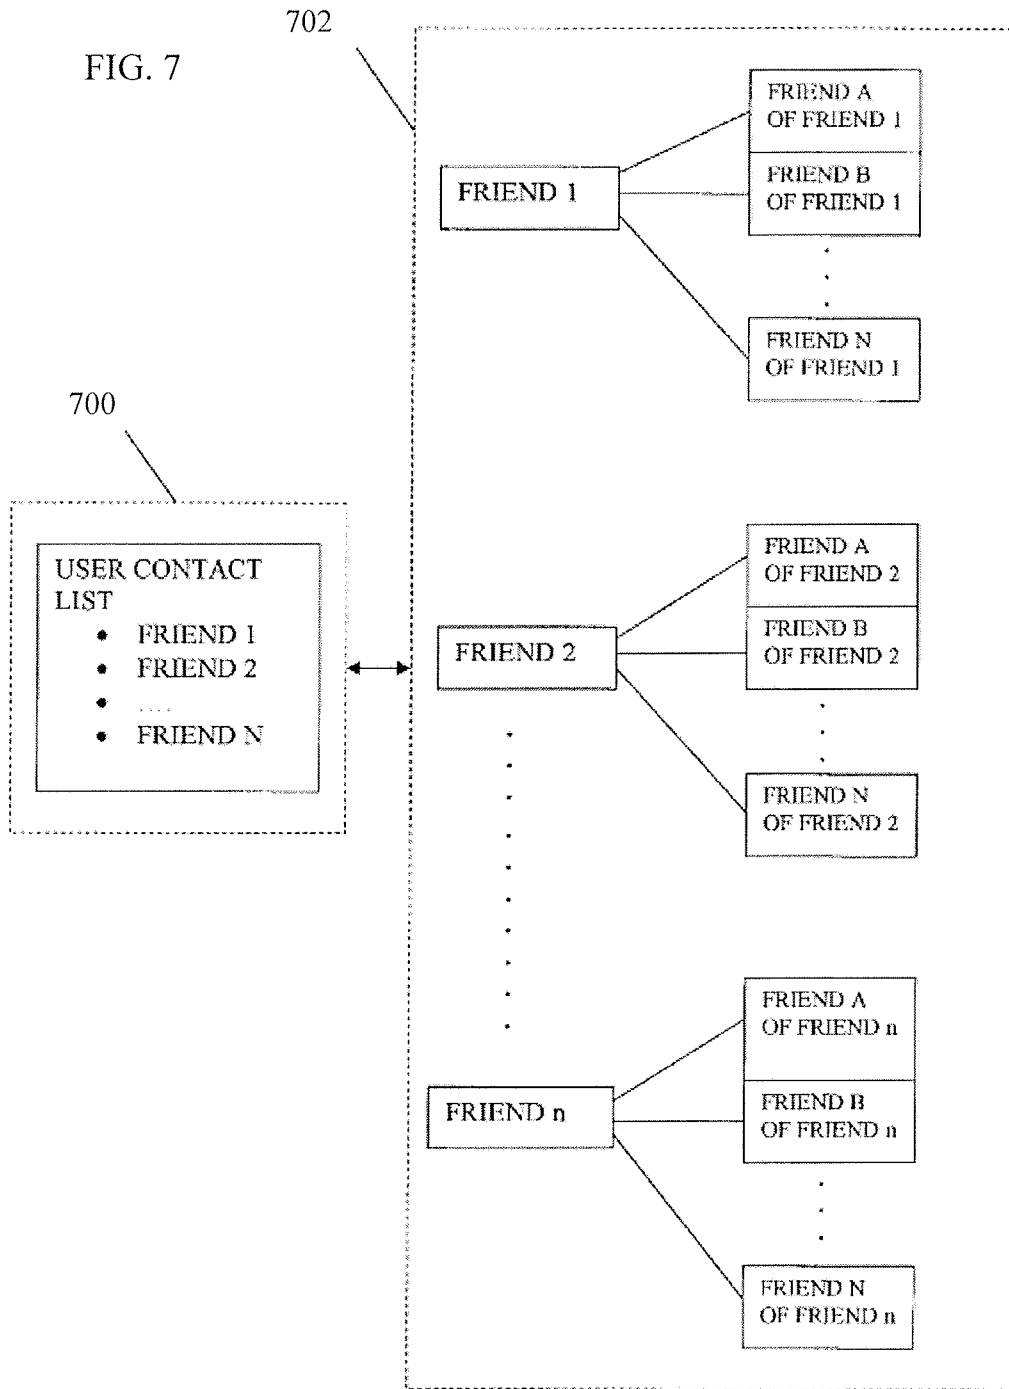 702
FIG. 7
FRIEND A
OF FRIEND 1
FRIEND 1
FRIEND B
OF FRIEND 1
FRIEND N
OF FRIEND 1
700
USER CONTACT
LIST
• FRIEND 1
• FRIEND 2
• ....
• FRIEND N
FRIEND A
OF FRIEND 2
FRIEND 2
FRIEND B
OF FRIEND 2
FRIEND N
OF FRIEND 2
FRIEND A
OF FRIEND n
FRIEND n
FRIEND B
OF FRIEND n
FRIEND N
OF FRIEND n